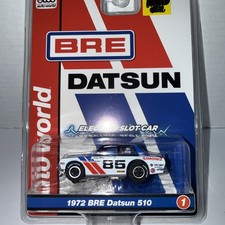 BRE
DATSUN
auto world
ELECTRIC SLOT CAR
85
1972 BRE Datsun 510
1